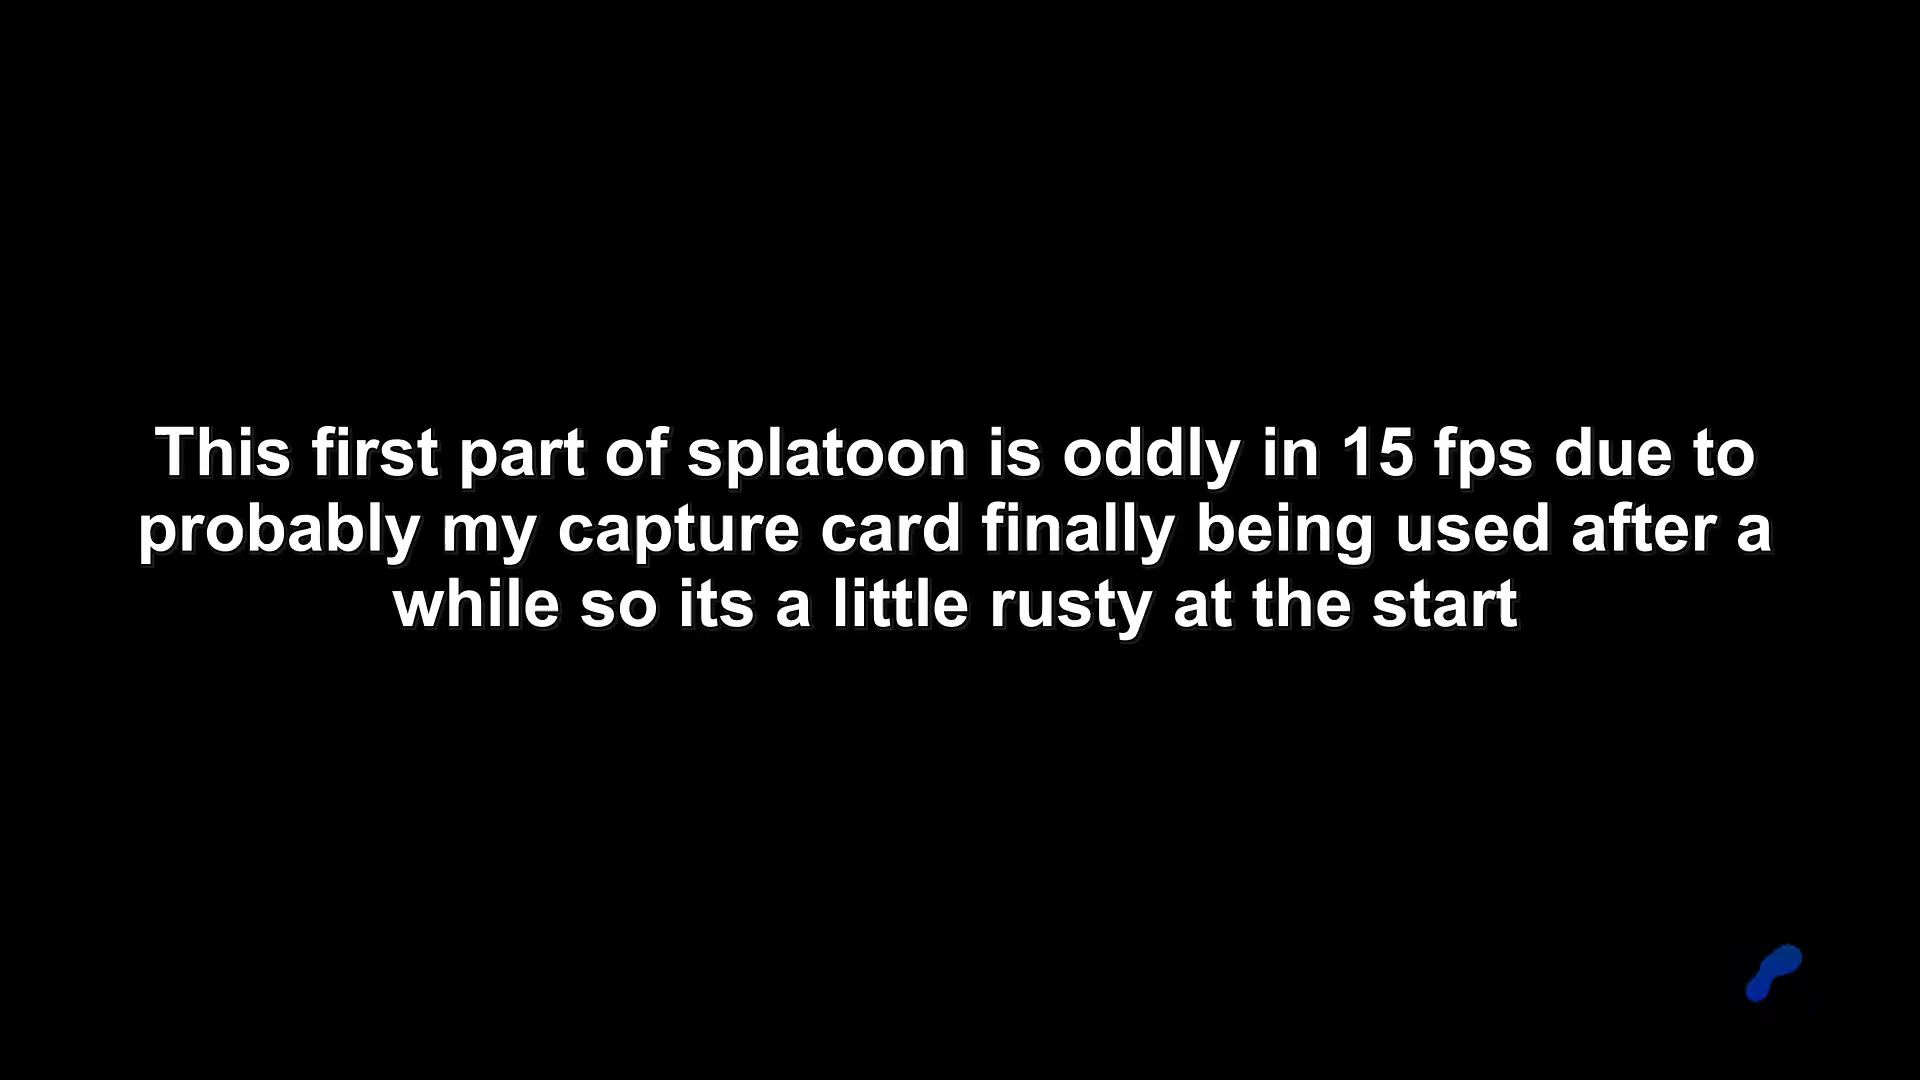 This first part of splatoon is oddly in 15 fps due to
probably my capture card finally being used after a
while so its a little rusty at the start